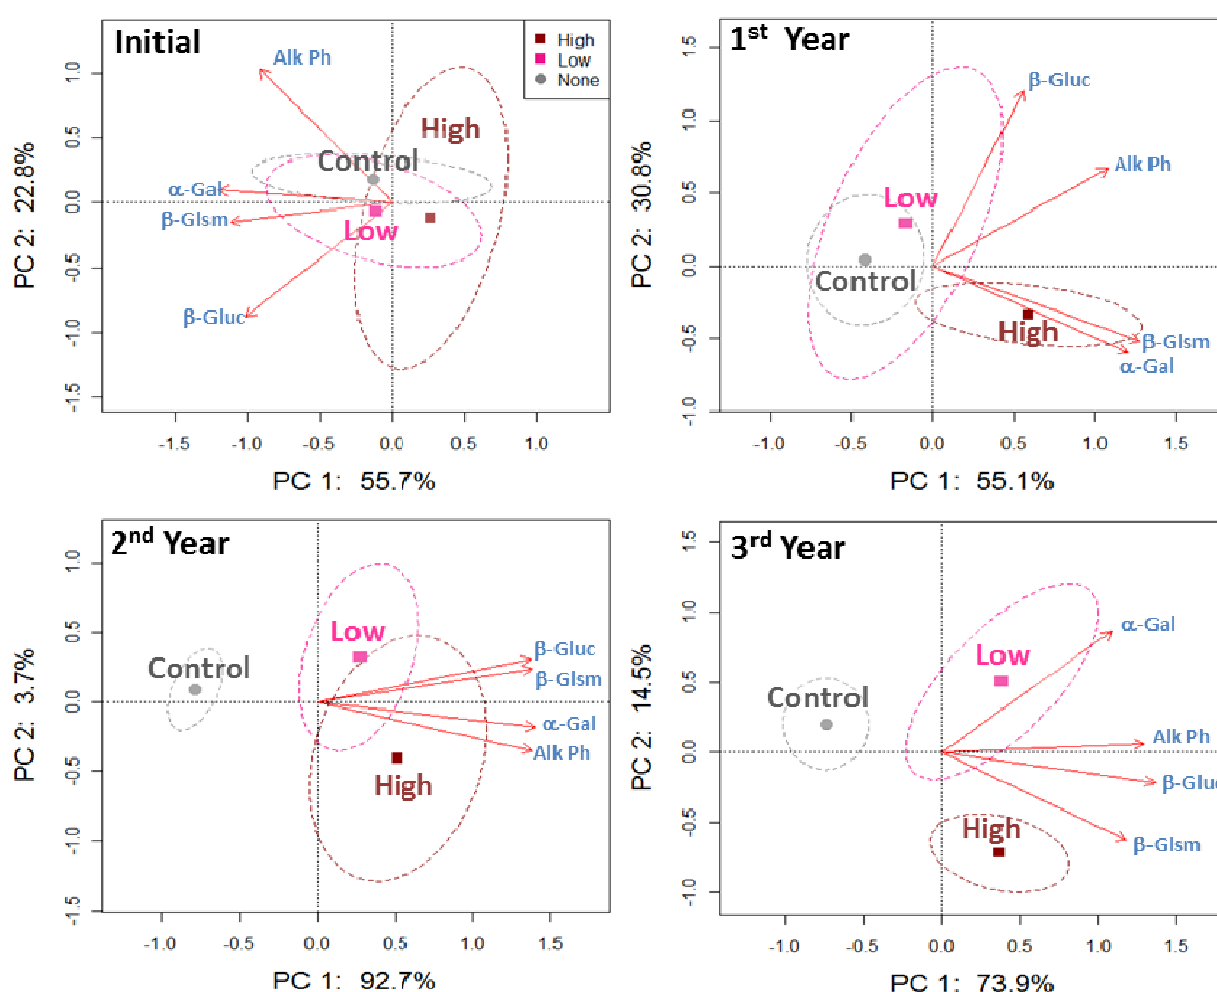 Initial
High
Low
None
Alk Ph
High
Control
α-Gal
β-Glsm
Low
β-Gluc
1.0
0.5
0.0
-0.5
-1.0
-1.5
PC 2: 22.8%
-1.5 -1.0 -0.5 0.0 0.5 1.0
PC 1: 55.7%
1st Year
β-Gluc
Alk Ph
Low
Control
High
β-Glsm
α-Gal
1.5
1.0
0.5
0.0
-0.5
-1.0
PC 2: 30.8%
-1.0 -0.5 0.0 0.5 1.0 1.5
PC 1: 55.1%
2nd Year
Low
Control
β-Gluc
β-Glsm
α-Gal
Alk Ph
High
1.0
0.5
0.0
-0.5
-1.0
-1.5
PC 2: 3.7%
-1.0 -0.5 0.0 0.5 1.0 1.5
PC 1: 92.7%
3rd Year
α-Gal
Low
Control
Alk Ph
β-Gluc
High
β-Glsm
1.5
1.0
0.5
0.0
-0.5
-1.0
PC 2: 14.5%
-1.0 -0.5 0.0 0.5 1.0 1.5
PC 1: 73.9%